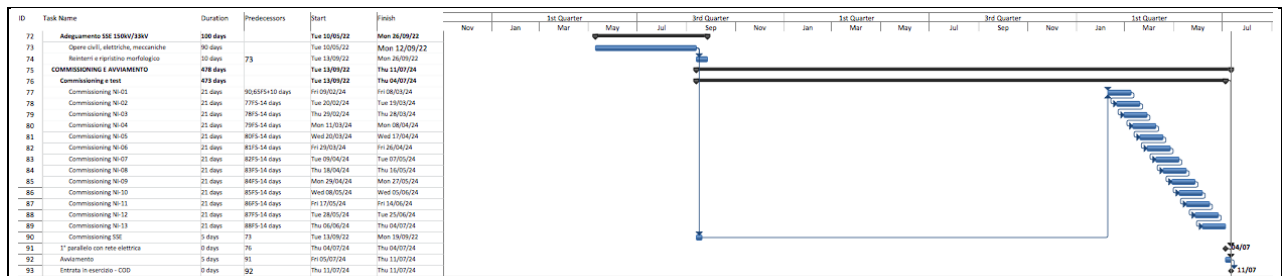 ID Task Name Duration Predecessors Start Finish 1st Quarter 3rd Quarter 1st Quarter 3rd Quarter 1st Quarter
Nov Jan Mar May Jul Sep Nov Jan Mar May Jul Sep Nov Jan Mar May Jul
72 Adeguamento SSE 150kV/33kV 100 days Tue 10/05/22 Mon 26/09/22
73 Opere civili, elettriche, meccaniche 90 days Tue 10/05/22 Mon 12/09/22
74 Reinterri e ripristino morfologico 10 days 73 Tue 13/09/22 Mon 26/09/22
75 COMMISSIONING E AVVIAMENTO 478 days Tue 13/09/22 Thu 11/07/24
76 Commissioning e test 473 days Tue 13/09/22 Thu 04/07/24
77 Commissioning NI-01 21 days 90;65FS+10 days Fri 09/02/24 Fri 08/03/24
78 Commissioning NI-02 21 days 77FS-14 days Tue 20/02/24 Tue 19/03/24
79 Commissioning NI-03 21 days 78FS-14 days Thu 29/02/24 Thu 28/03/24
80 Commissioning NI-04 21 days 79FS-14 days Mon 11/03/24 Mon 08/04/24
81 Commissioning NI-05 21 days 80FS-14 days Wed 20/03/24 Wed 17/04/24
82 Commissioning NI-06 21 days 81FS-14 days Fri 29/03/24 Fri 26/04/24
83 Commissioning NI-07 21 days 82FS-14 days Tue 09/04/24 Tue 07/05/24
84 Commissioning NI-08 21 days 83FS-14 days Thu 18/04/24 Thu 16/05/24
85 Commissioning NI-09 21 days 84FS-14 days Mon 29/04/24 Mon 27/05/24
86 Commissioning NI-10 21 days 85FS-14 days Wed 08/05/24 Wed 05/06/24
87 Commissioning NI-11 21 days 86FS-14 days Fri 17/05/24 Fri 14/06/24
88 Commissioning NI-12 21 days 87FS-14 days Tue 28/05/24 Tue 25/06/24
89 Commissioning NI-13 21 days 88FS-14 days Thu 06/06/24 Thu 04/07/24
90 Commissioning SSE 5 days 73 Tue 13/09/22 Mon 19/09/22
91 1° parallelo con rete elettrica 0 days 76 Thu 04/07/24 Thu 04/07/24 04/07
92 Avviamento 5 days 91 Fri 05/07/24 Thu 11/07/24
93 Entrata in esercizio - COD 0 days 92 Thu 11/07/24 Thu 11/07/24 11/07